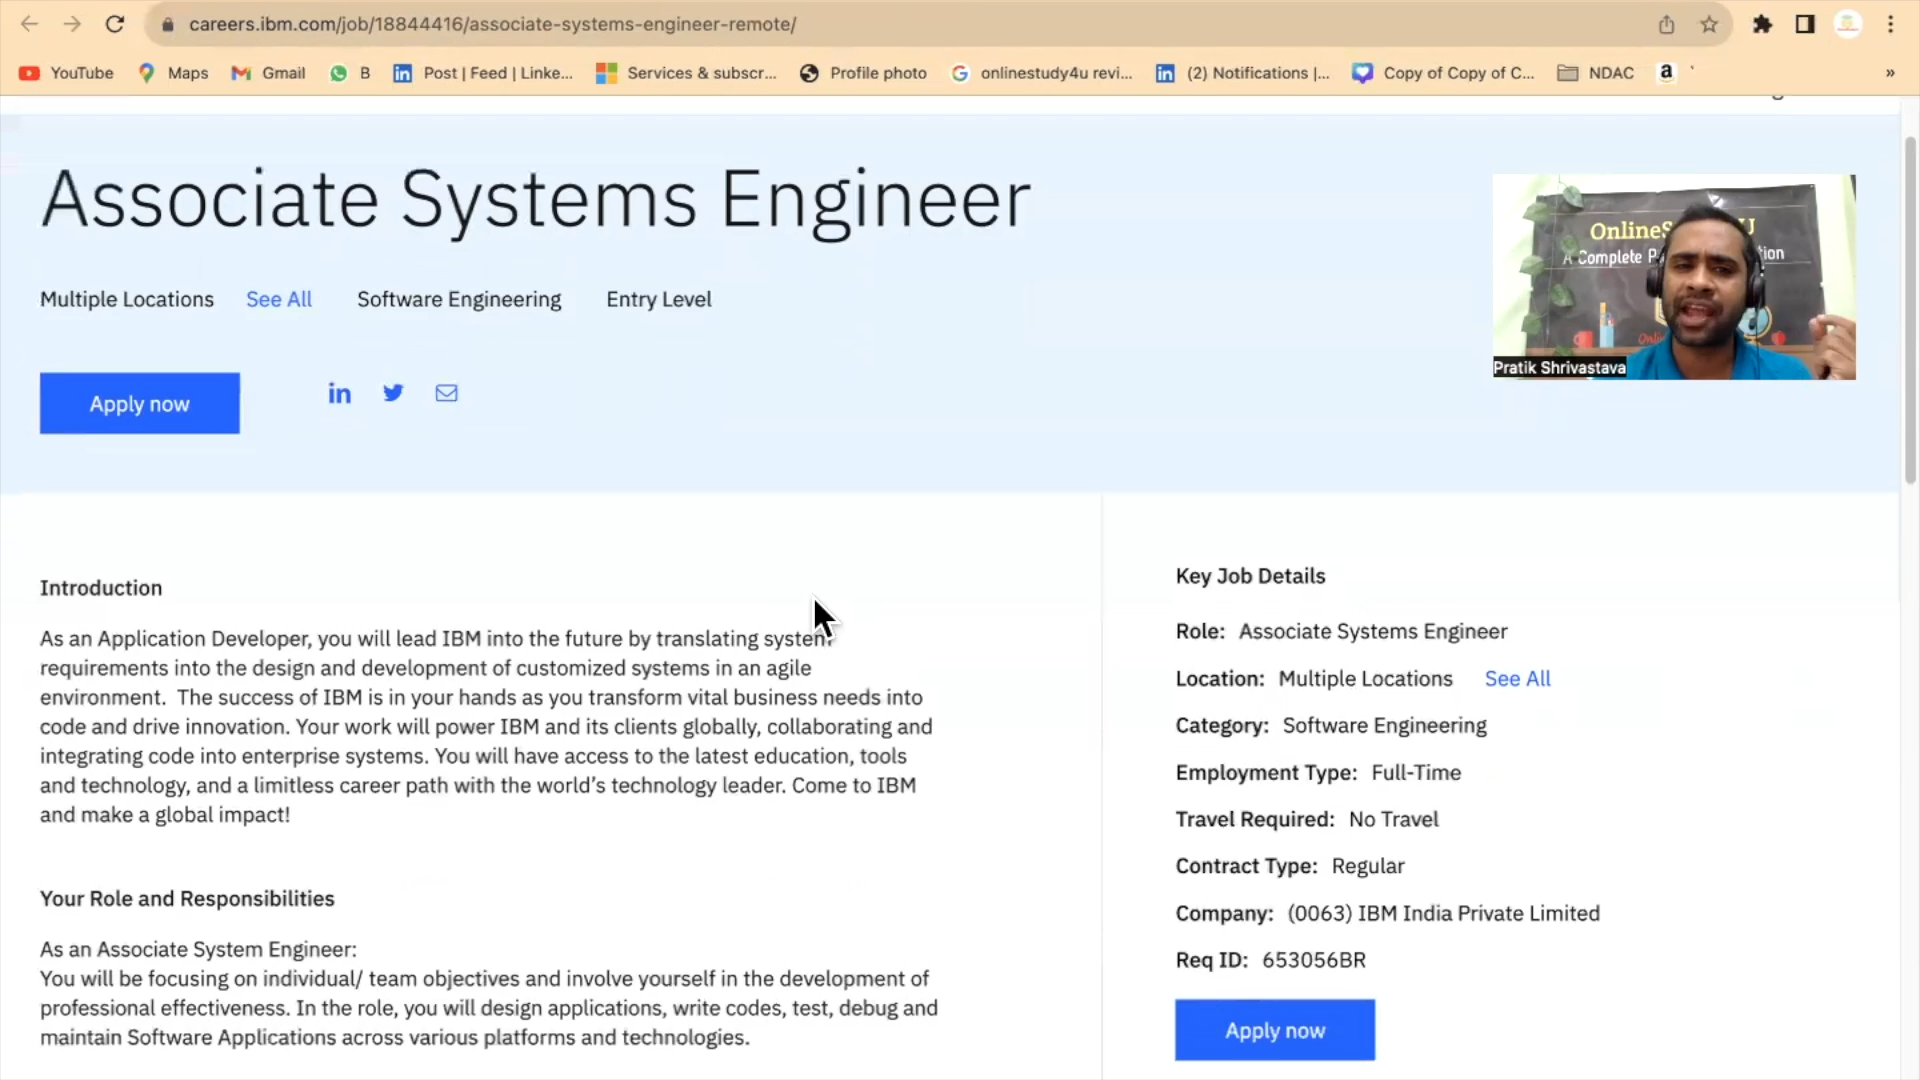 careers.ibm.com/job/18844416/associate-systems-engineer-remote/
YouTube Maps Gmail B Post | Feed | Linke... Services & subscr... Profile photo onlinestudy4u revi... (2) Notifications |... Copy of Copy of C... NDAC »
Associate Systems Engineer
Multiple Locations See All Software Engineering Entry Level
Apply now
Pratik Shrivastava
Introduction
As an Application Developer, you will lead IBM into the future by translating system
requirements into the design and development of customized systems in an agile
environment. The success of IBM is in your hands as you transform vital business needs into
code and drive innovation. Your work will power IBM and its clients globally, collaborating and
integrating code into enterprise systems. You will have access to the latest education, tools
and technology, and a limitless career path with the world’s technology leader. Come to IBM
and make a global impact!
Your Role and Responsibilities
As an Associate System Engineer:
You will be focusing on individual/ team objectives and involve yourself in the development of
professional effectiveness. In the role, you will design applications, write codes, test, debug and
maintain Software Applications across various platforms and technologies.
Key Job Details
Role: Associate Systems Engineer
Location: Multiple Locations See All
Category: Software Engineering
Employment Type: Full-Time
Travel Required: No Travel
Contract Type: Regular
Company: (0063) IBM India Private Limited
Req ID: 653056BR
Apply now